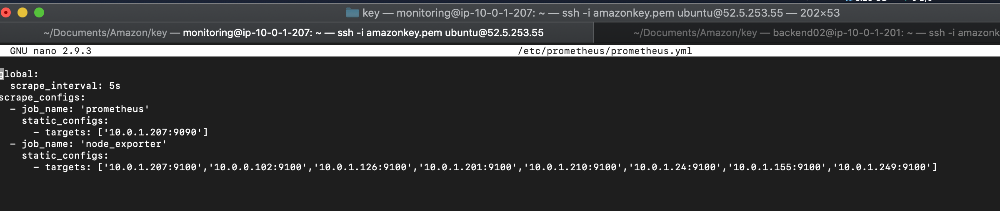 key — monitoring@ip-10-0-1-207: ~ — ssh -i amazonkey.pem ubuntu@52.5.253.55 — 202×53
~/Documents/Amazon/key — monitoring@ip-10-0-1-207: ~ — ssh -i amazonkey.pem ubuntu@52.5.253.55
~/Documents/Amazon/key — backend02@ip-10-0-1-201: ~ — ssh -i amazonk
GNU nano 2.9.3 /etc/prometheus/prometheus.yml
global:
  scrape_interval: 5s
scrape_configs:
  - job_name: 'prometheus'
    static_configs:
      - targets: ['10.0.1.207:9090']
  - job_name: 'node_exporter'
    static_configs:
      - targets: ['10.0.1.207:9100','10.0.0.102:9100','10.0.1.126:9100','10.0.1.201:9100','10.0.1.210:9100','10.0.1.24:9100','10.0.1.155:9100','10.0.1.249:9100']